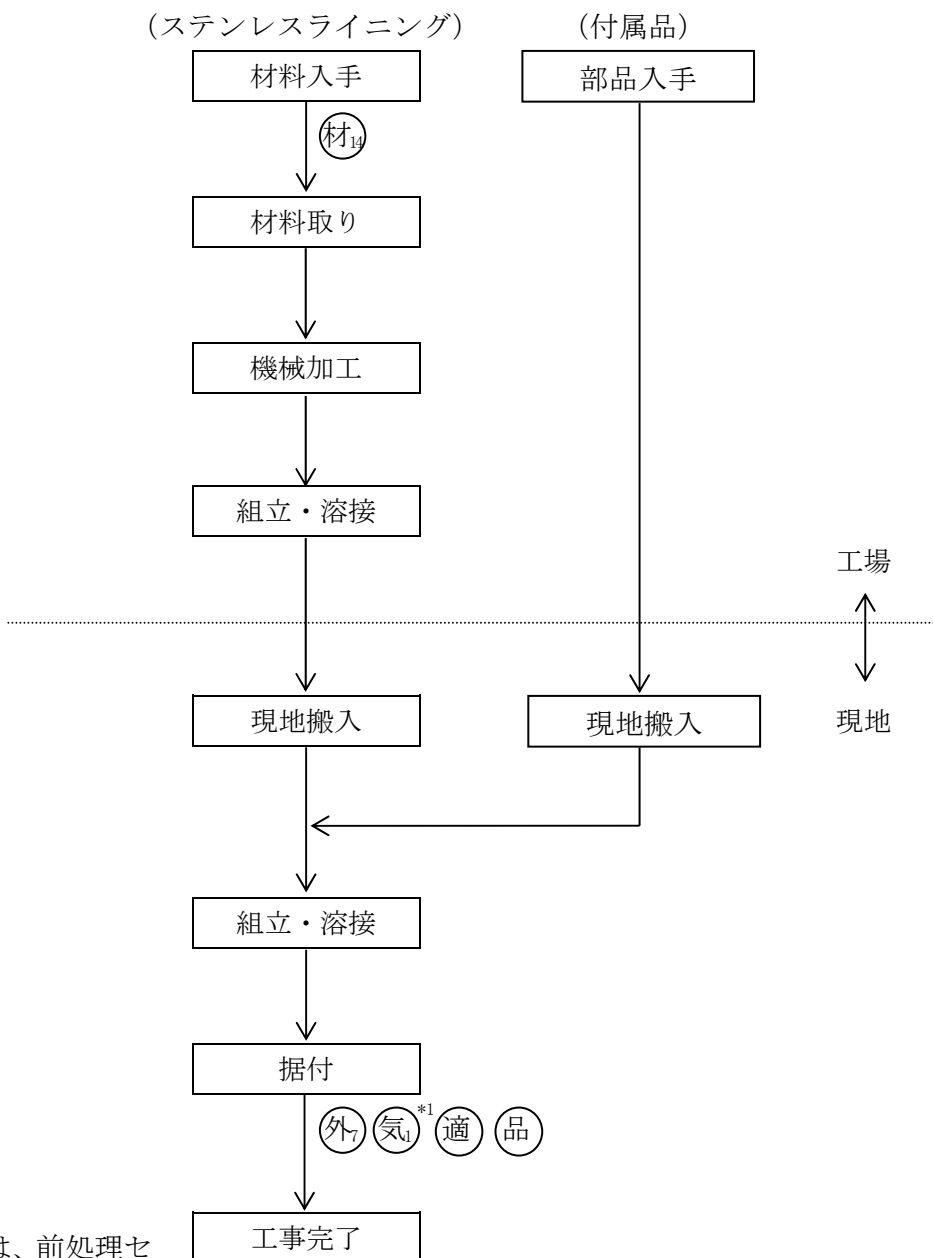 （ステンレスライニング）
（付属品）
材料入手
部品入手
材14
材料取り
機械加工
組立・溶接
工場
現地搬入
現地搬入
現地
組立・溶接
据付
外7 気1 *1 適 品
は、前処理セ
工事完了